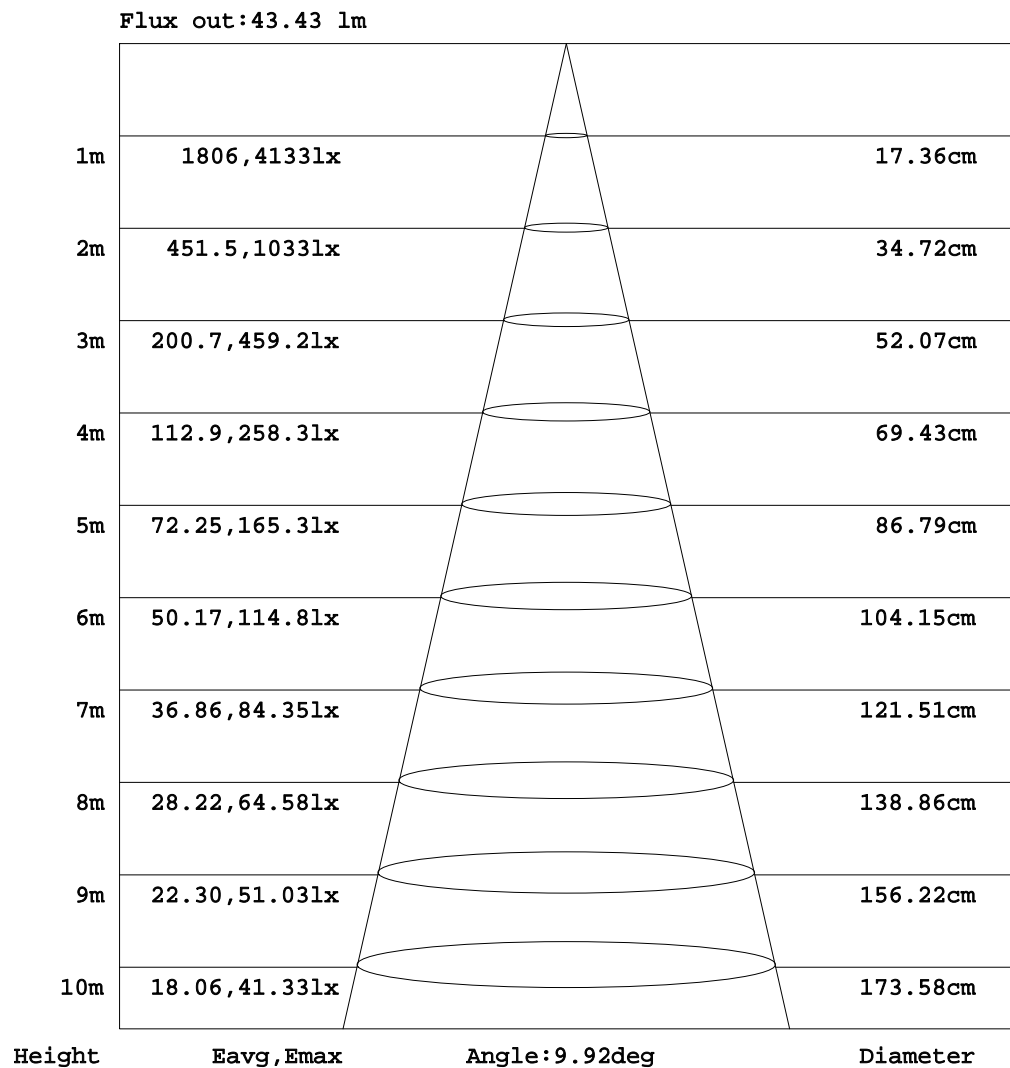 Flux out:43.43 lm
1m 1806,4133lx 17.36cm
2m 451.5,1033lx 34.72cm
3m 200.7,459.2lx 52.07cm
4m 112.9,258.3lx 69.43cm
5m 72.25,165.3lx 86.79cm
6m 50.17,114.8lx 104.15cm
7m 36.86,84.35lx 121.51cm
8m 28.22,64.58lx 138.86cm
9m 22.30,51.03lx 156.22cm
10m 18.06,41.33lx 173.58cm
Height Eavg,Emax Angle:9.92deg Diameter